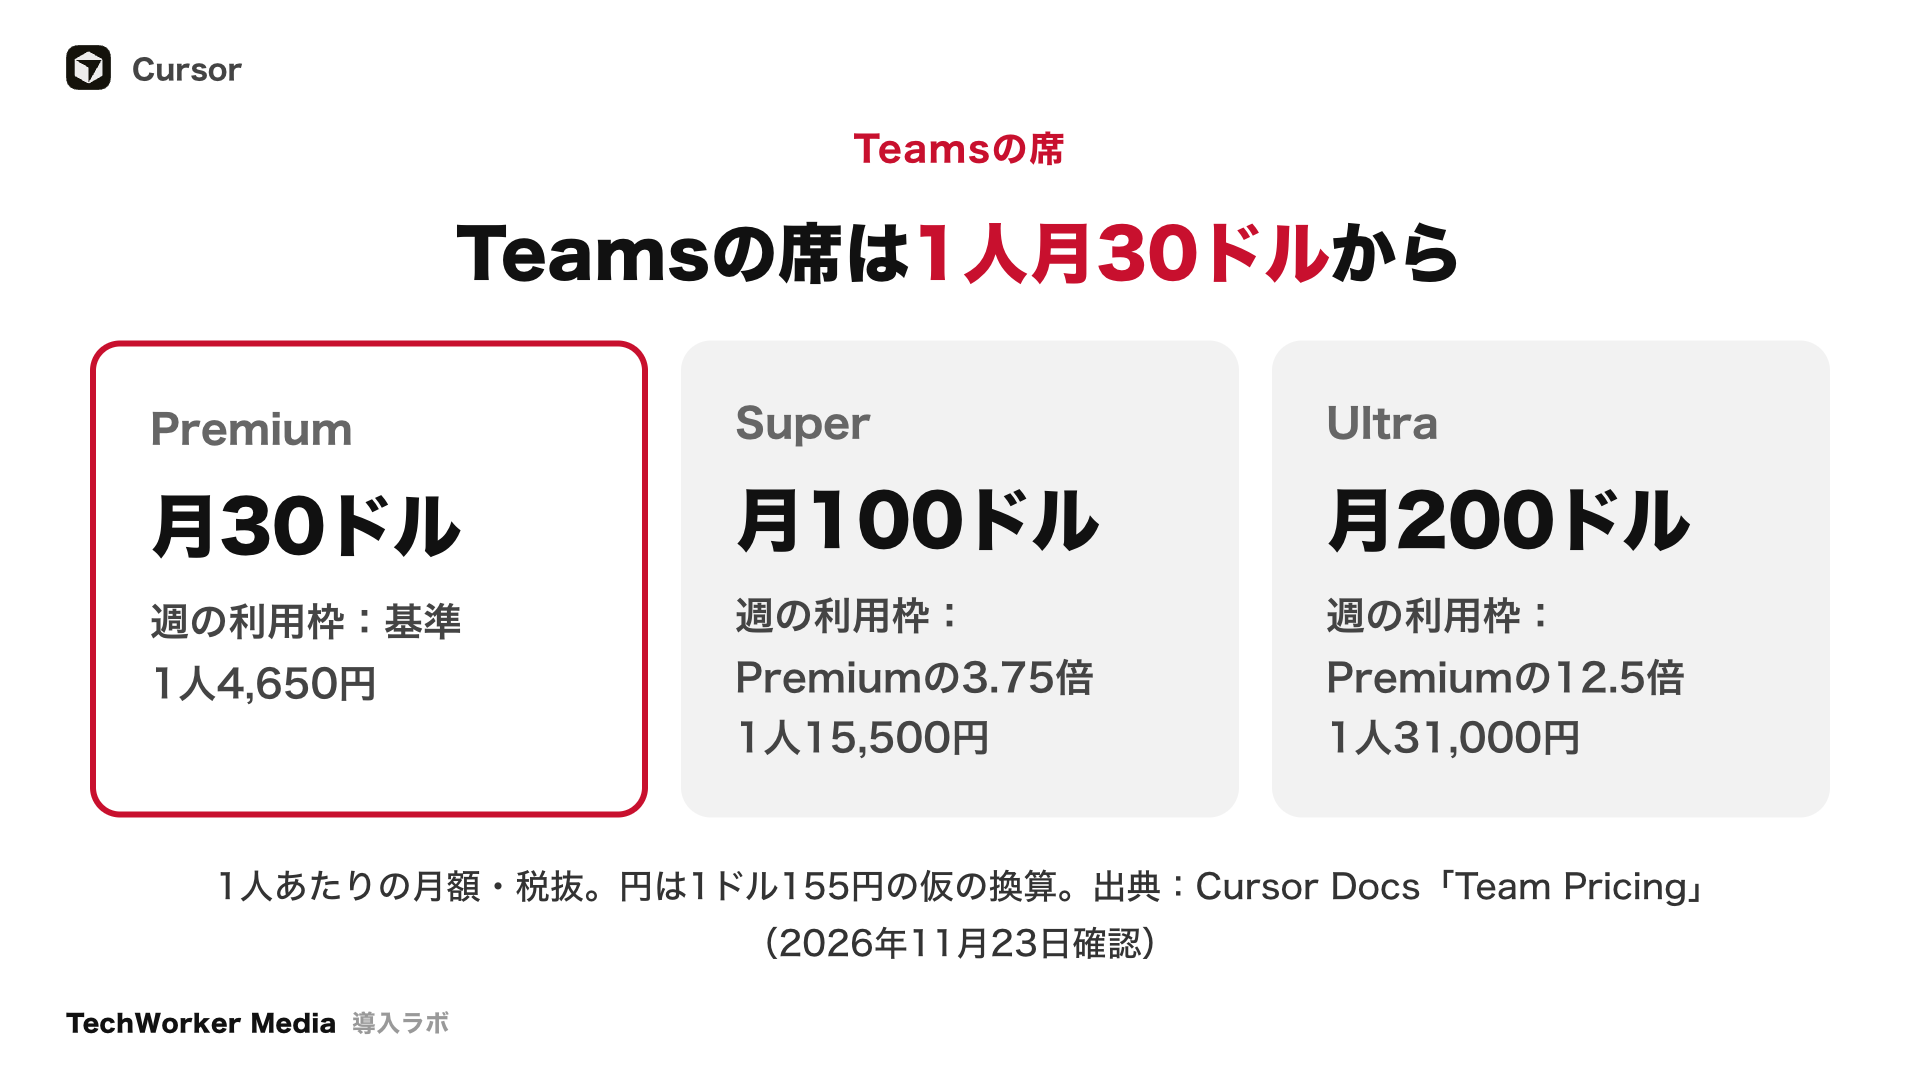 Cursor
Teamsの席
Teamsの席は1人月30ドルから
Premium
月30ドル
週の利用枠：基準
1人4,650円
Super
月100ドル
週の利用枠：
Premiumの3.75倍
1人15,500円
Ultra
月200ドル
週の利用枠：
Premiumの12.5倍
1人31,000円
1人あたりの月額・税抜。円は1ドル155円の仮の換算。出典：Cursor Docs「Team Pricing」
（2026年11月23日確認）
TechWorker Media 導入ラボ